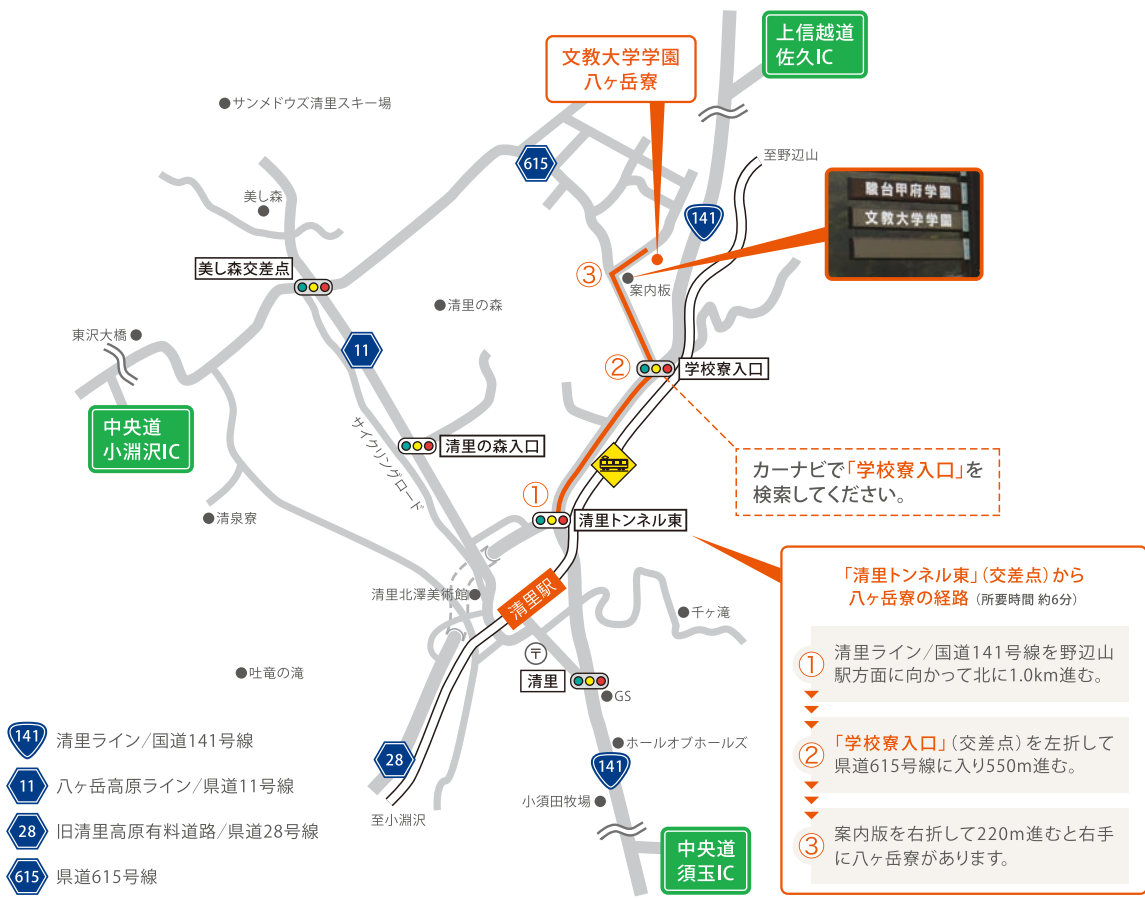 上信越道
佐久IC
文教大学学園
八ヶ岳寮
サンメドウズ清里スキー場
615
至野辺山
駿台甲府学園
文教大学学園
美し森
141
美し森交差点
③
案内板
清里の森
東沢大橋
11
②
学校寮入口
中央道
小淵沢IC
サイクリングロード
清里の森入口
カーナビで「学校寮入口」を
検索してください。
①
清里トンネル東
清泉寮
「清里トンネル東」(交差点)から
八ヶ岳寮の経路 (所要時間 約6分)
清里北澤美術館
清里駅
千ヶ滝
① 清里ライン/国道141号線を野辺山
駅方面に向かって北に1.0km進む。
〒
吐竜の滝
清里
GS
② 「学校寮入口」(交差点)を左折して
県道615号線に入り550m進む。
141 清里ライン/国道141号線
ホールオブホールズ
28
141
11 八ヶ岳高原ライン/県道11号線
小須田牧場
至小淵沢
28 旧清里高原有料道路/県道28号線
③ 案内版を右折して220m進むと右手
に八ヶ岳寮があります。
中央道
須玉IC
615 県道615号線